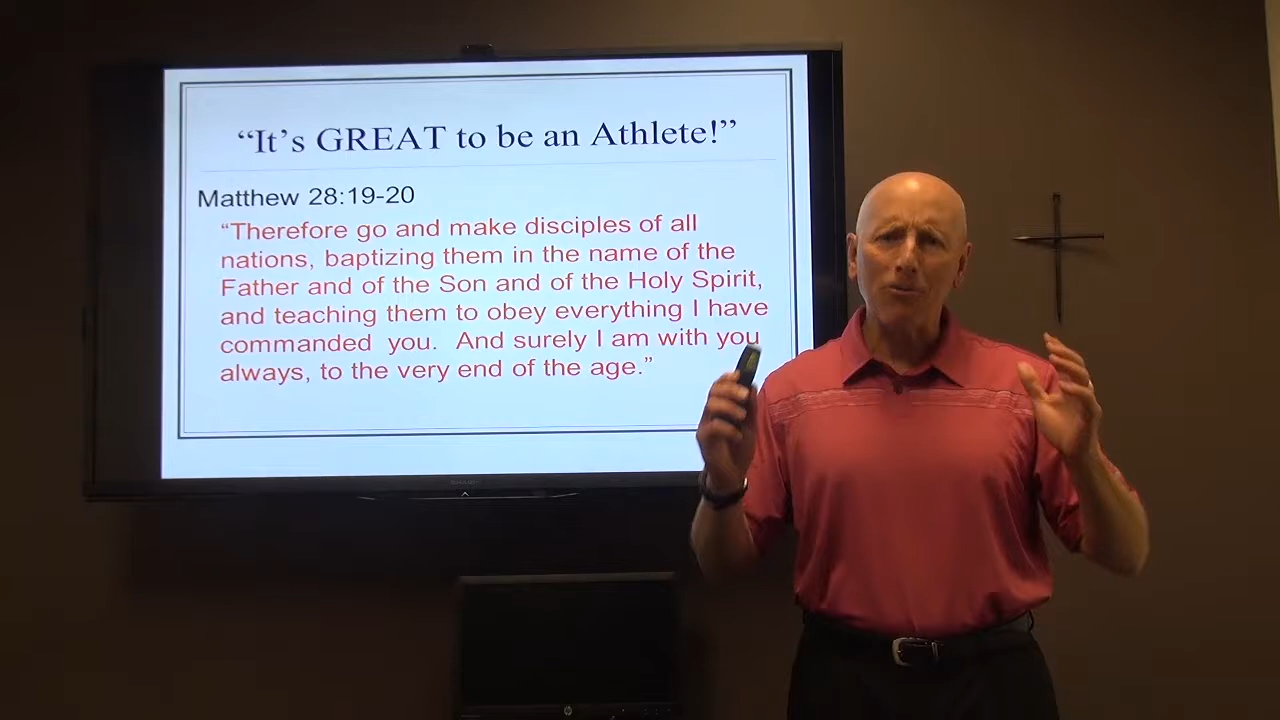 “It’s GREAT to be an Athlete!”
Matthew 28:19-20
“Therefore go and make disciples of all
nations, baptizing them in the name of the
Father and of the Son and of the Holy Spirit,
and teaching them to obey everything I have
commanded you. And surely I am with you
always, to the very end of the age.”
SHARP
hp